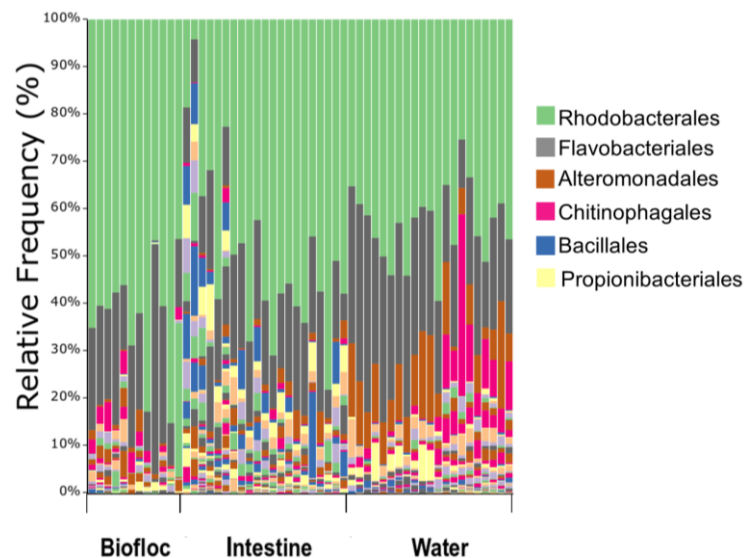 Relative Frequency (%)
100%
90%
80%
70%
60%
50%
40%
30%
20%
10%
0%
Rhodobacterales
Flavobacteriales
Alteromonadales
Chitinophagales
Bacillales
Propionibacteriales
Biofloc
Intestine
Water